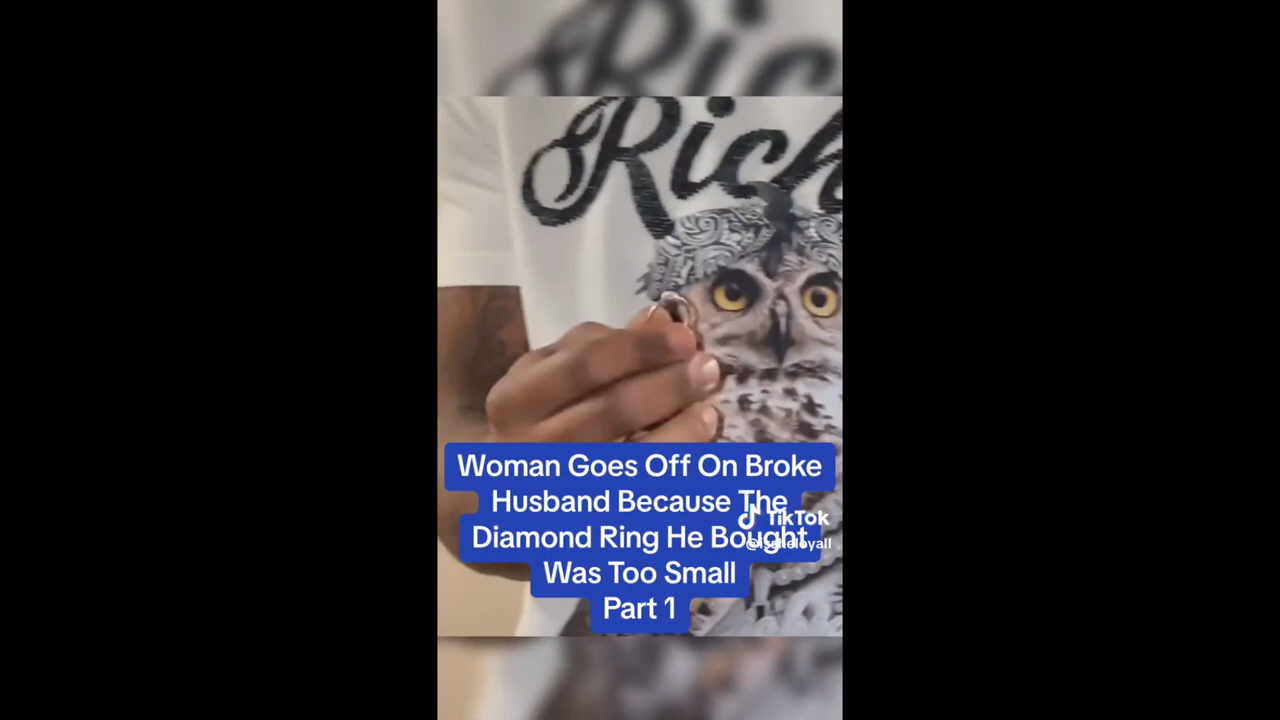 Rich
Woman Goes Off On Broke
Husband Because The
Diamond Ring He Bought
Was Too Small
Part 1
TikTok